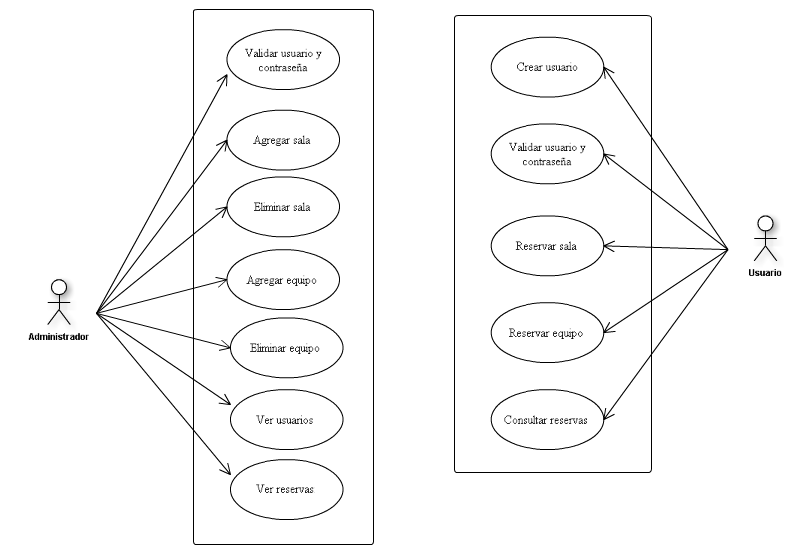 Validar usuario y
contraseña
Agregar sala
Eliminar sala
Agregar equipo
Eliminar equipo
Ver usuarios
Ver reservas
Administrador
Crear usuario
Validar usuario y
contraseña
Reservar sala
Reservar equipo
Consultar reservas
Usuario